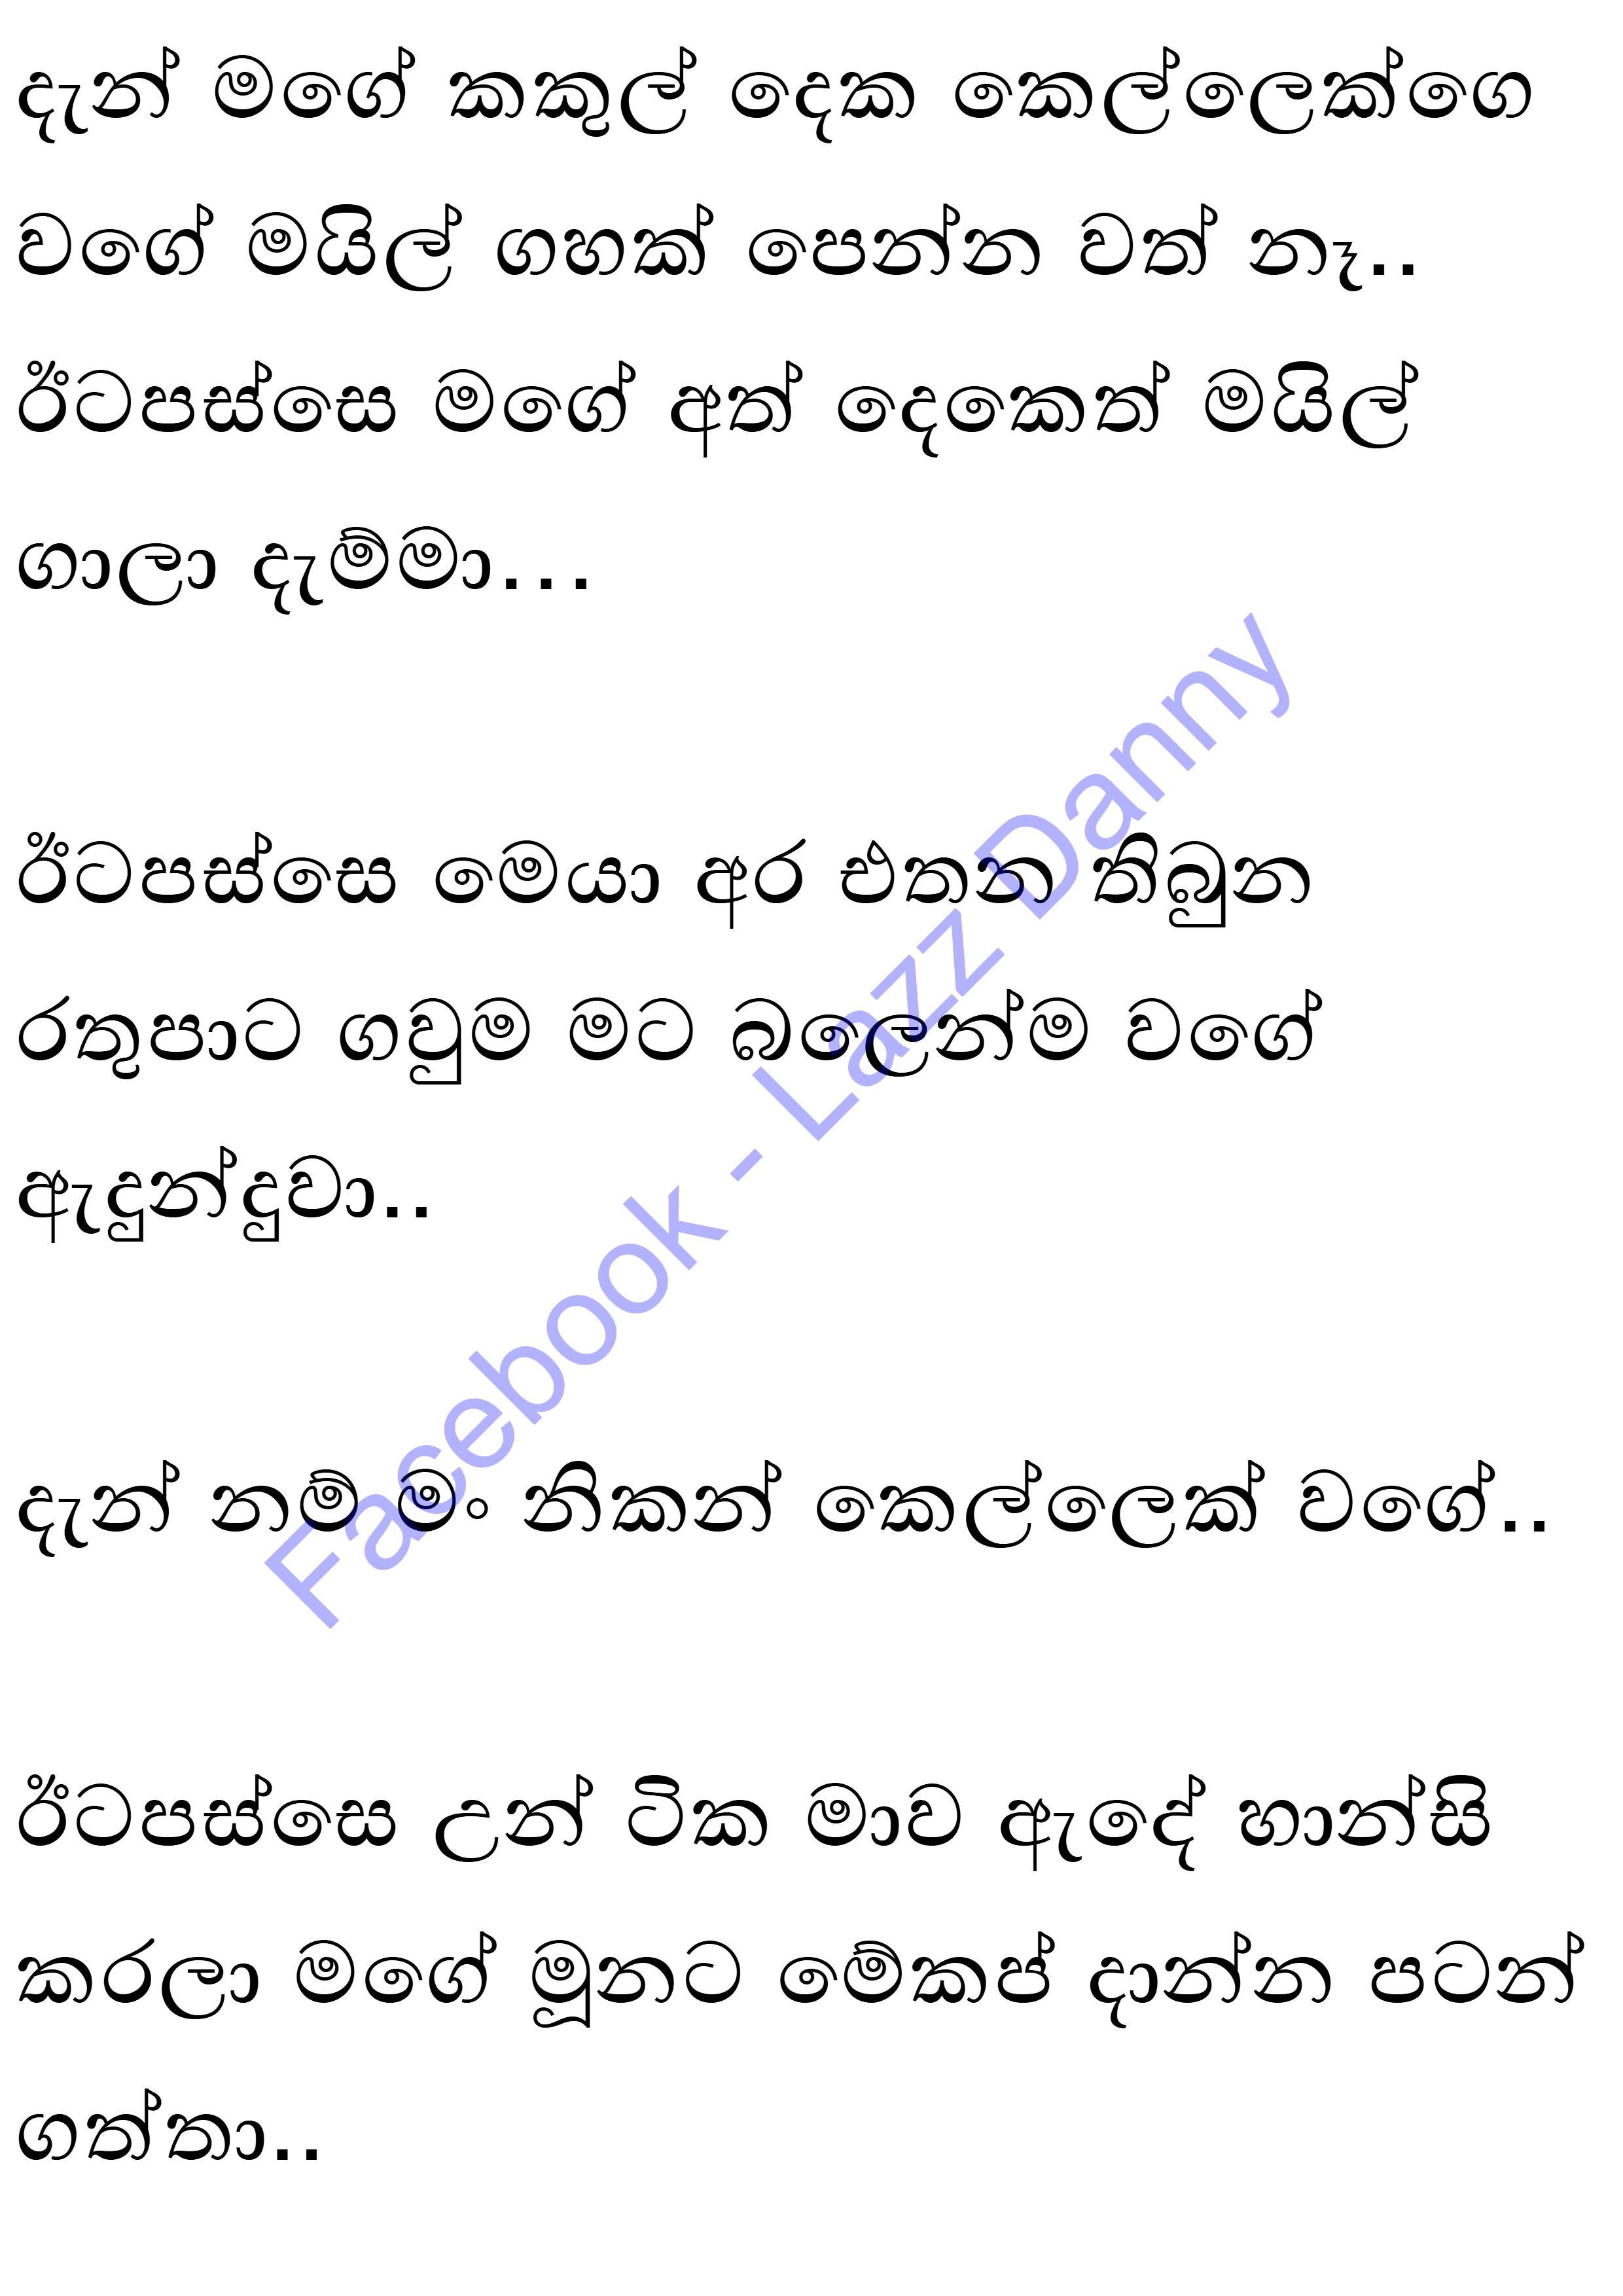 දැන් මගේ කකුල් දෙක කෙල්ලෙක්ගෙ
වගේ මයිල් ගහක් පෙන්න වත් නෑ..
ඊටපස්සෙ මගේ අත් දෙකෙත් මයිල්
ගාලා දැම්මා...
ඊටපස්සෙ මෙයා අර එතන තිබුන
රතුපාට ගවුම මට බලෙන්ම වගේ
ඇදුන්දුවා..
දැන් නම් මං නිකන් කෙල්ලෙක් වගේ..
ඊටපස්සෙ උන් ටික මාව ඇදේ හාන්සි
කරලා මගේ මූනට මේකප් දාන්න පටන්
ගත්තා..
Facebook - Lazz Danny